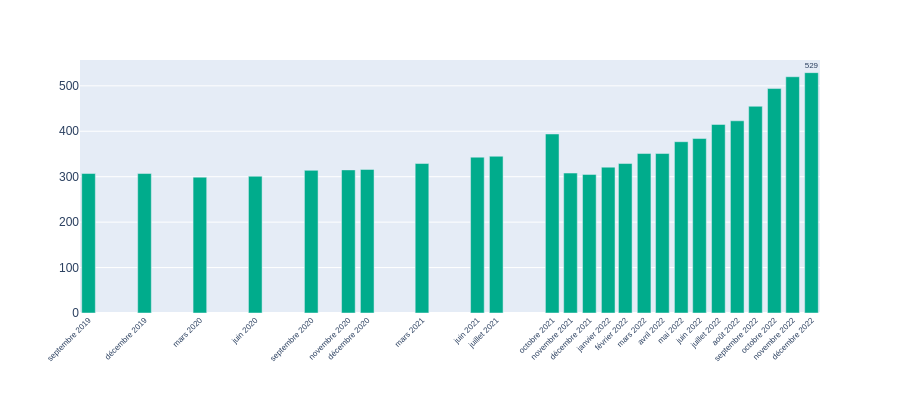 529
500
400
300
200
100
0
septembre 2019
décembre 2019
mars 2020
juin 2020
septembre 2020
novembre 2020
décembre 2020
mars 2021
juin 2021
juillet 2021
octobre 2021
novembre 2021
décembre 2021
janvier 2022
février 2022
mars 2022
avril 2022
mai 2022
juin 2022
juillet 2022
août 2022
septembre 2022
octobre 2022
novembre 2022
décembre 2022